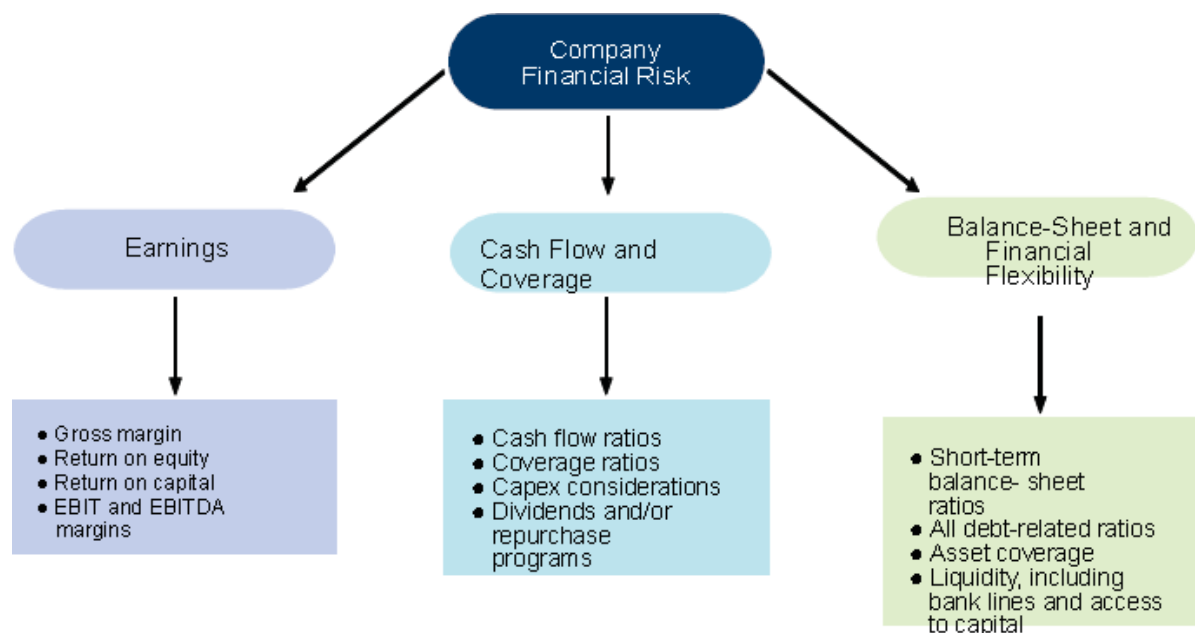 Company
Financial Risk
Earnings
Cash Flow and
Coverage
Balance-Sheet and
Financial
Flexibility
● Gross margin
● Return on equity
● Return on capital
● EBIT and EBITDA
margins
● Cash flow ratios
● Coverage ratios
● Capex considerations
● Dividends and/or
repurchase
programs
● Short-term
balance- sheet
ratios
● All debt-related ratios
● Asset coverage
● Liquidity, including
bank lines and access
to capital